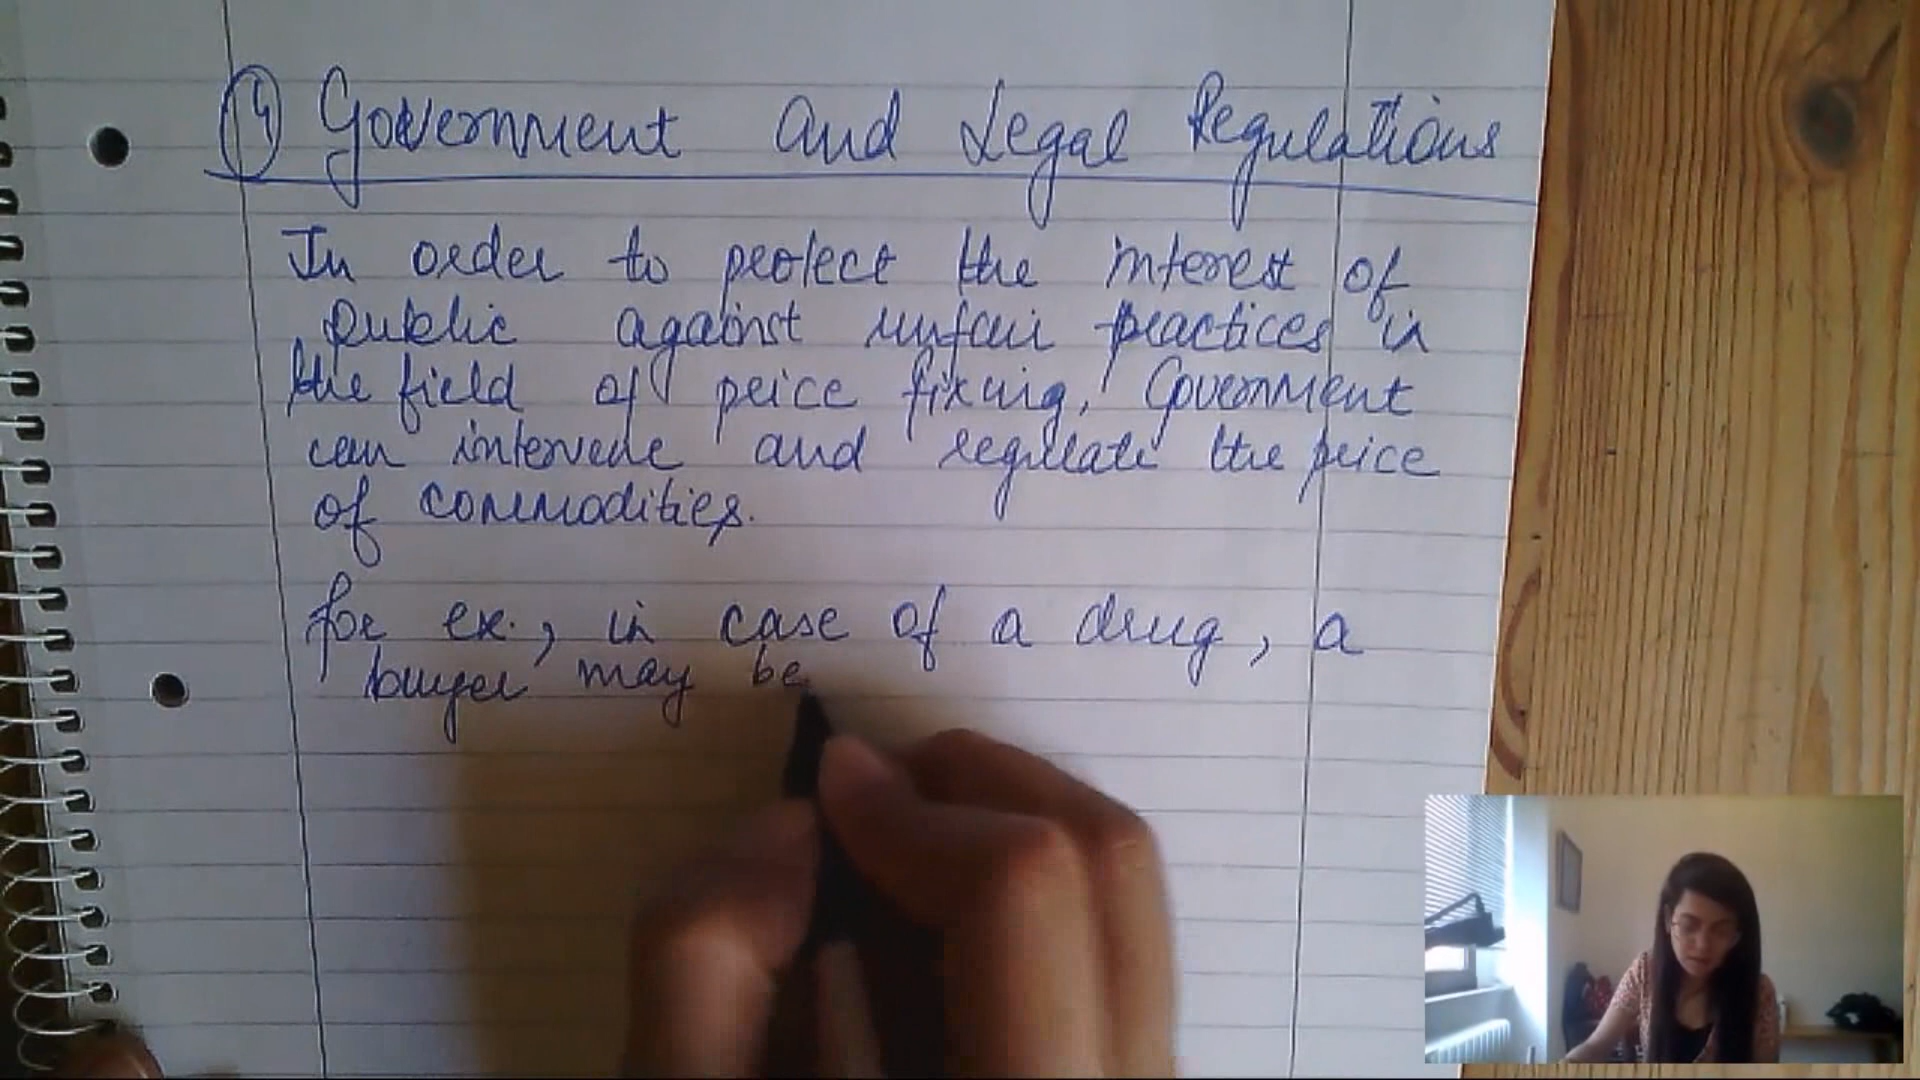 ④ Government and Legal Regulations
In order to protect the interest of
public against unfair practices in
the field of price fixing, Government
can intervene and regulate the price
of commodities.
for ex., in case of a drug, a
buyer may be